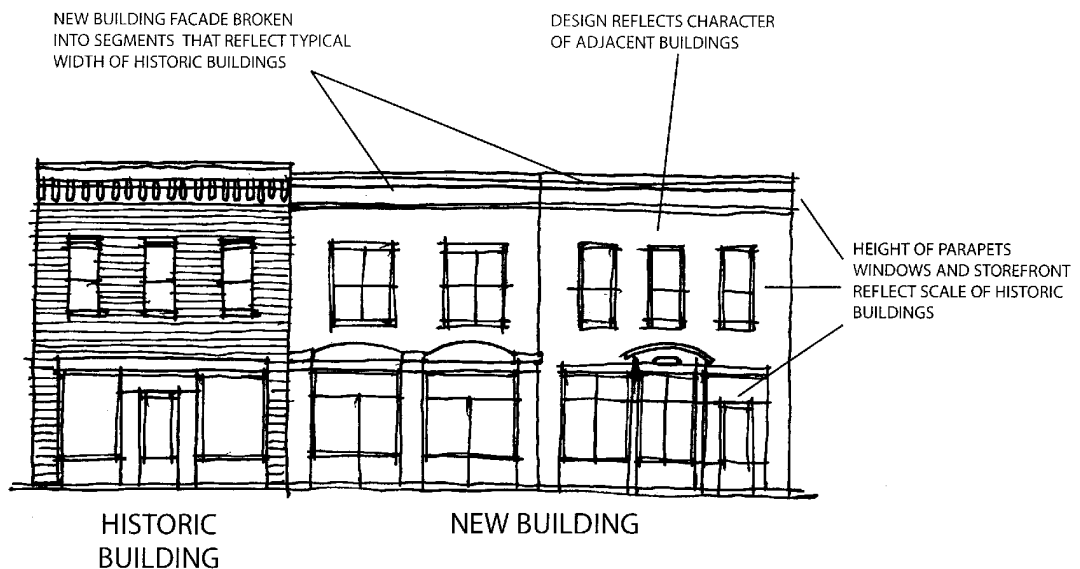 NEW BUILDING FACADE BROKEN
INTO SEGMENTS THAT REFLECT TYPICAL
WIDTH OF HISTORIC BUILDINGS
DESIGN REFLECTS CHARACTER
OF ADJACENT BUILDINGS
HEIGHT OF PARAPETS
WINDOWS AND STOREFRONT
REFLECT SCALE OF HISTORIC
BUILDINGS
HISTORIC
BUILDING
NEW BUILDING